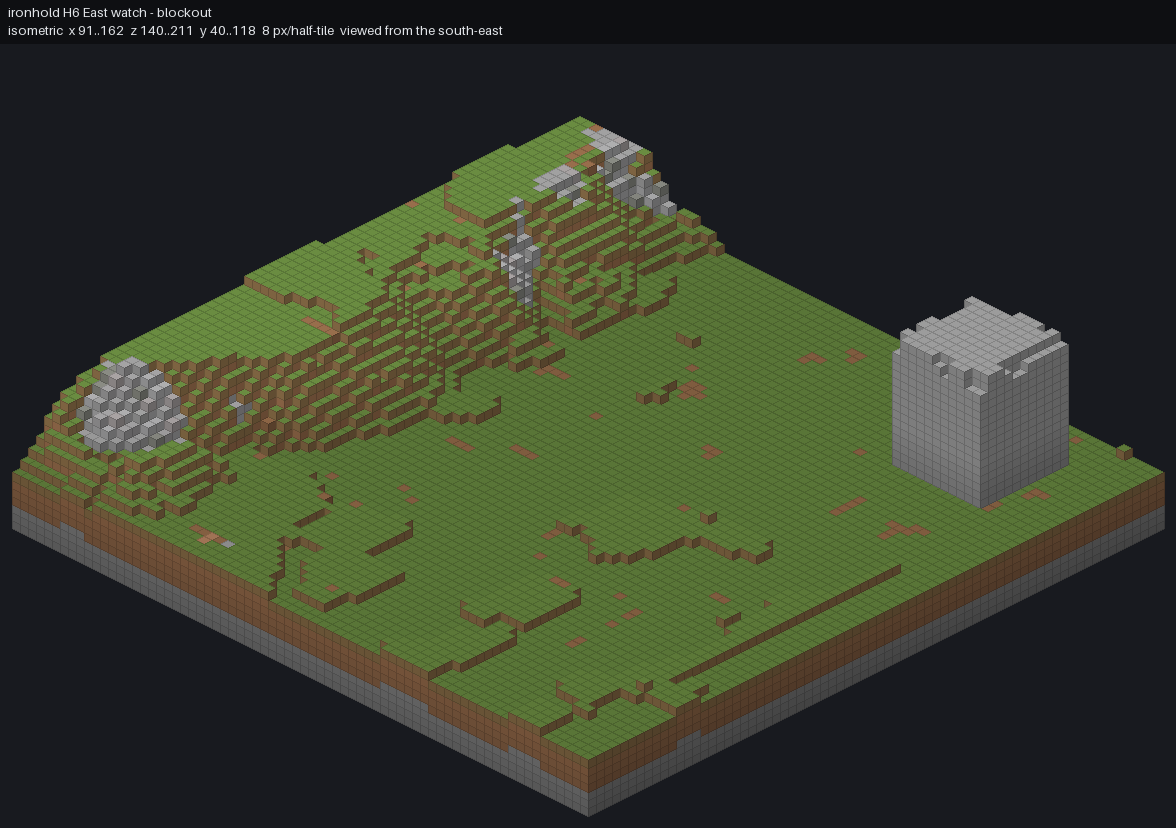 ironhold H6 East watch - blockout
isometric  x 91..162  z 140..211  y 40..118  8 px/half-tile  viewed from the south-east